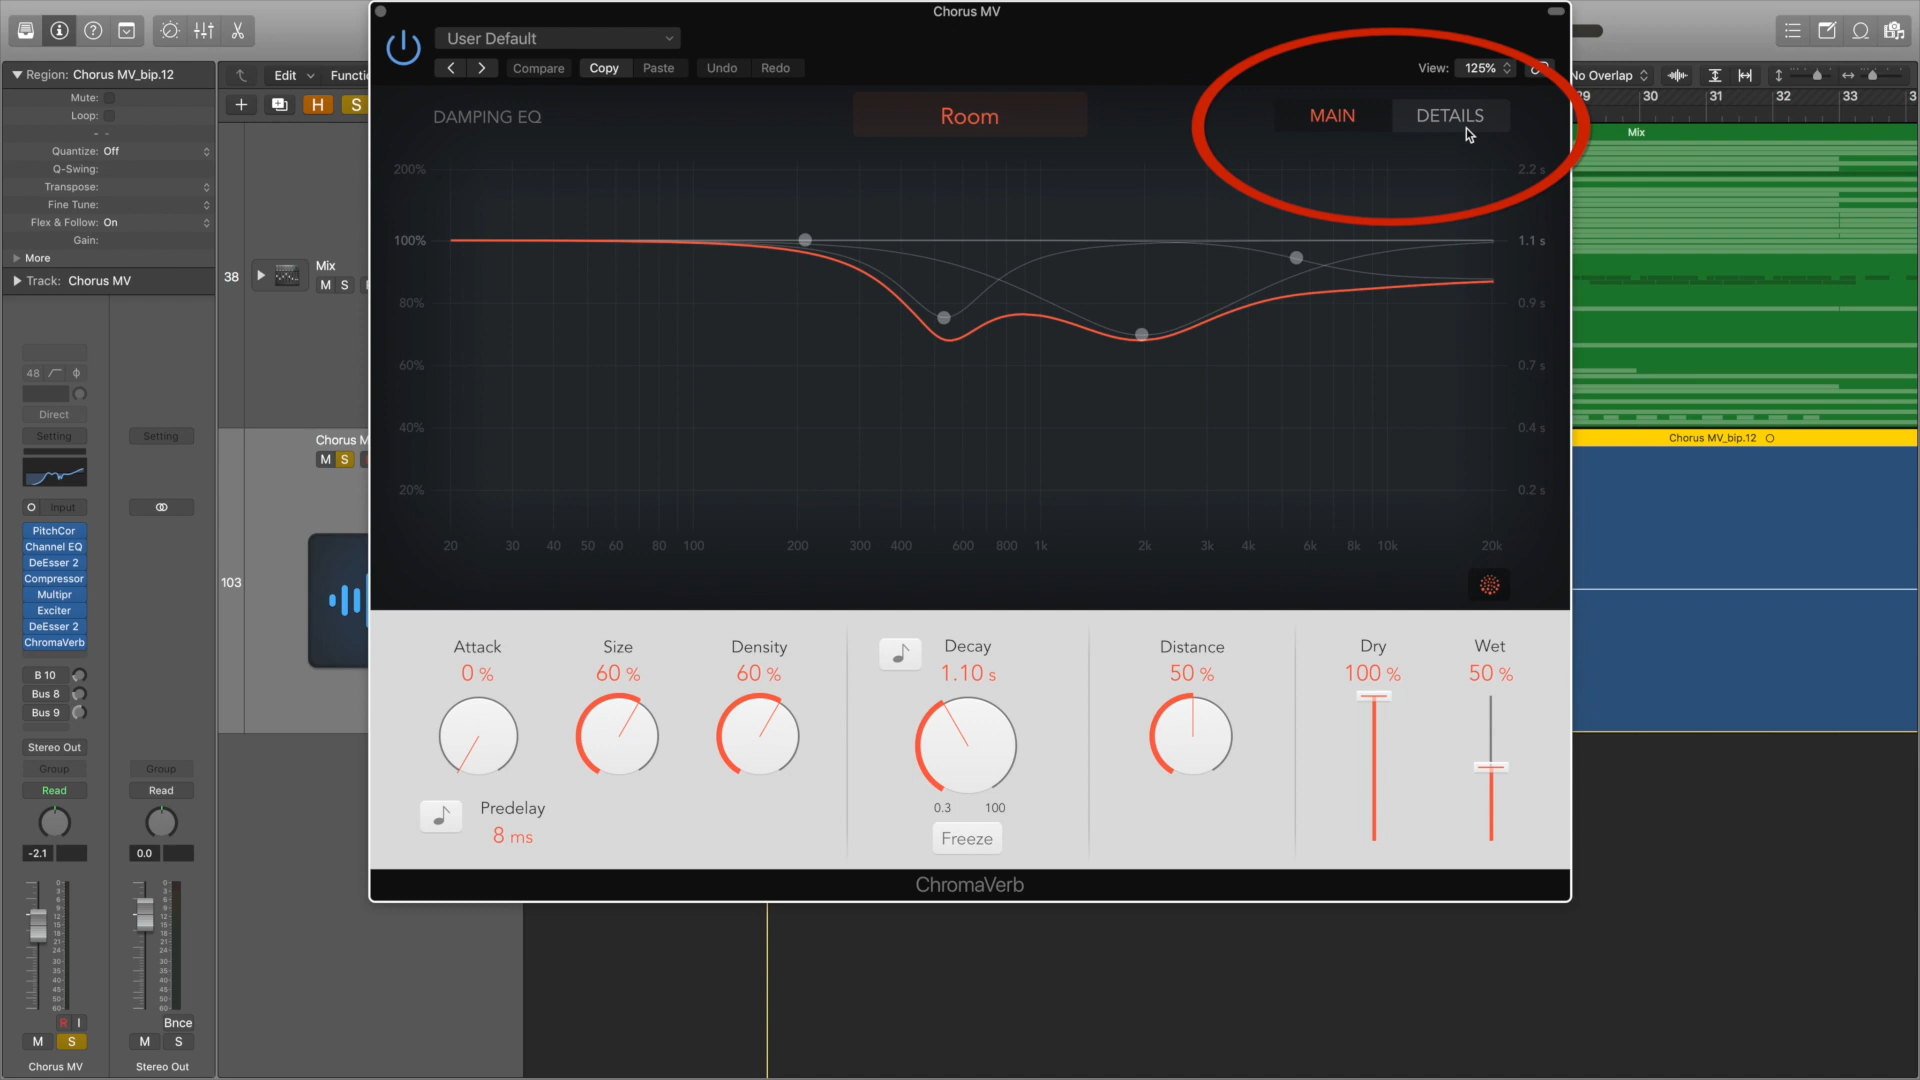 Chorus MV
User Default
Compare Copy Paste Undo Redo
View: 125%
DAMPING EQ
Room
MAIN DETAILS
200% 2.2 s
100% 1.1 s
80% 0.9 s
60% 0.7 s
40% 0.4 s
20% 0.2 s
20 30 40 50 60 80 100 200 300 400 600 800 1k 2k 3k 4k 6k 8k 10k 20k
Attack
0 %
Size
60 %
Density
60 %
Decay
1.10 s
Distance
50 %
Dry
100 %
Wet
50 %
0.3 100
Freeze
Predelay
8 ms
ChromaVerb
Region: Chorus MV_bip.12
Mute:
Loop:
Quantize: Off
Q-Swing:
Transpose:
Fine Tune:
Flex & Follow: On
Gain:
More
Track: Chorus MV
48
Direct
Setting
Input
PitchCor
Channel EQ
DeEsser 2
Compressor
Multipr
Exciter
DeEsser 2
ChromaVerb
B 10
Bus 8
Bus 9
Stereo Out
Group
Read
-2.1
R I
M S
Chorus MV
Setting
Group
Read
0.0
Bnce
M S
Stereo Out
Edit Functio
+ H S
38
Mix
M S
Chorus M
M S
103
No Overlap
29 30 31 32 33 3
Mix
Chorus MV_bip.12